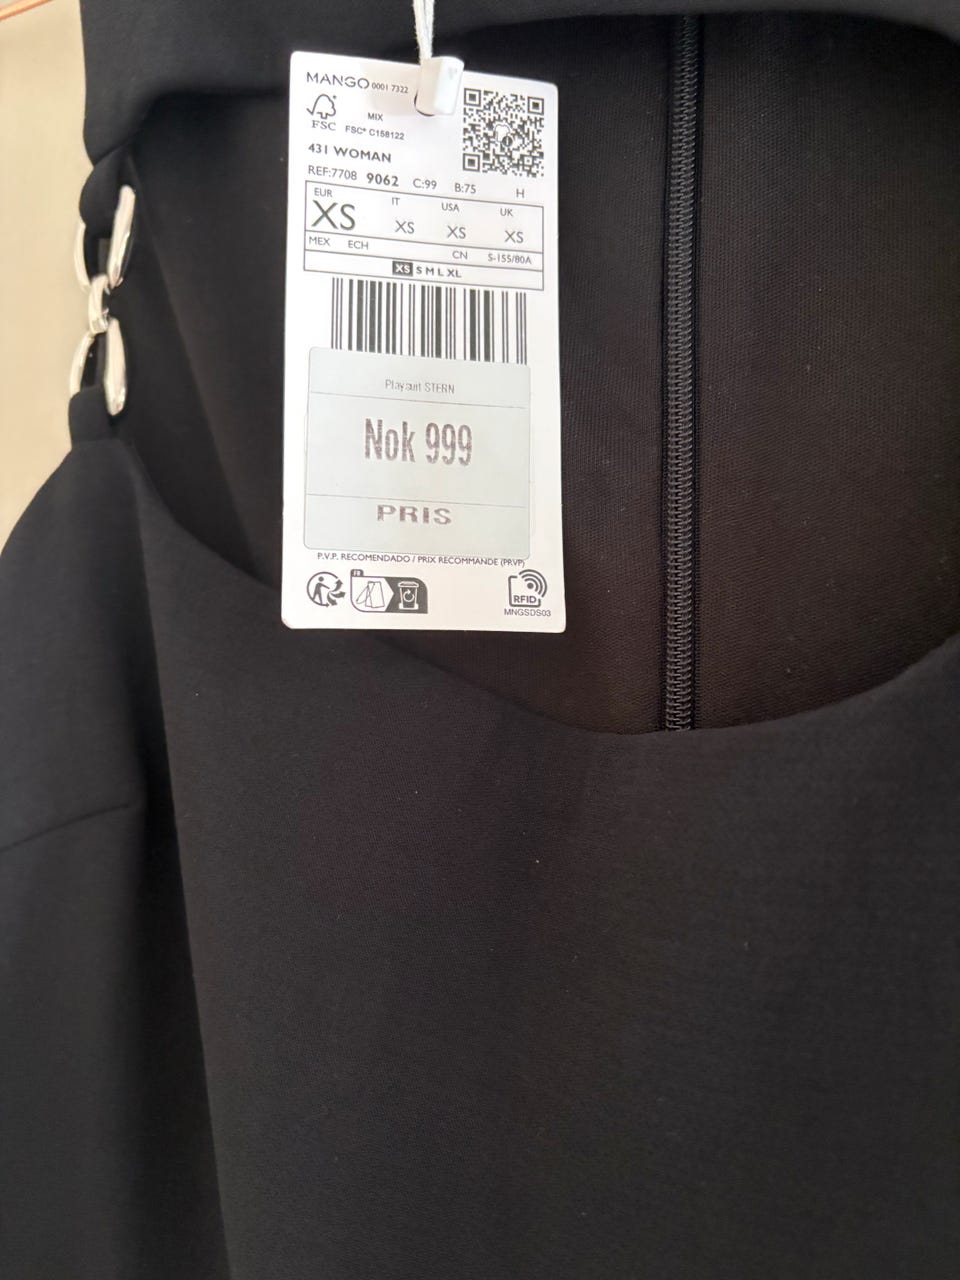 MANGO 0001 7322
MIX
FSC FSC® C158122
431 WOMAN
REF:7708 9062 C:99 B:75 H
EUR IT USA UK
XS XS XS XS
MEX ECH CN S-155/80A
XS S M L XL
Playsuit STERN
Nok 999
PRIS
P.V.P. RECOMENDADO / PRIX RECOMMANDE (PRVP)
FR
RFID
MNGSDS03